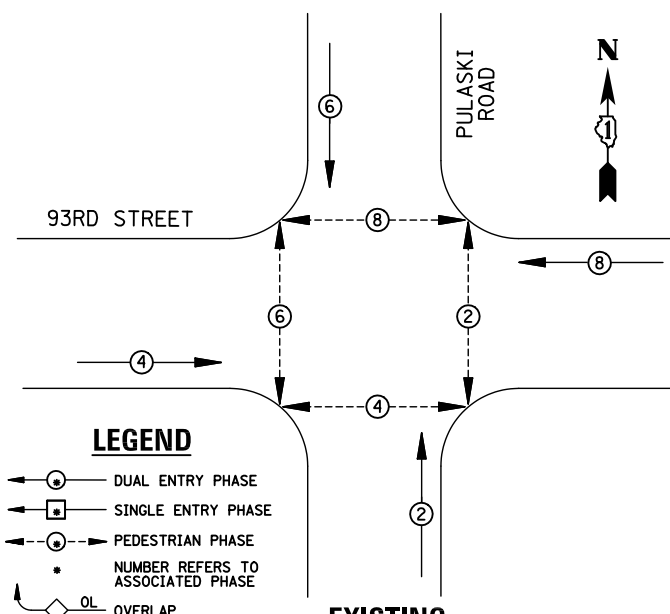 6
PULASKI
ROAD
N
1
93RD STREET
8
8
6
2
4
4
LEGEND
* DUAL ENTRY PHASE
* SINGLE ENTRY PHASE
* PEDESTRIAN PHASE
* NUMBER REFERS TO
ASSOCIATED PHASE
OL OVERLAP
2
EXISTING